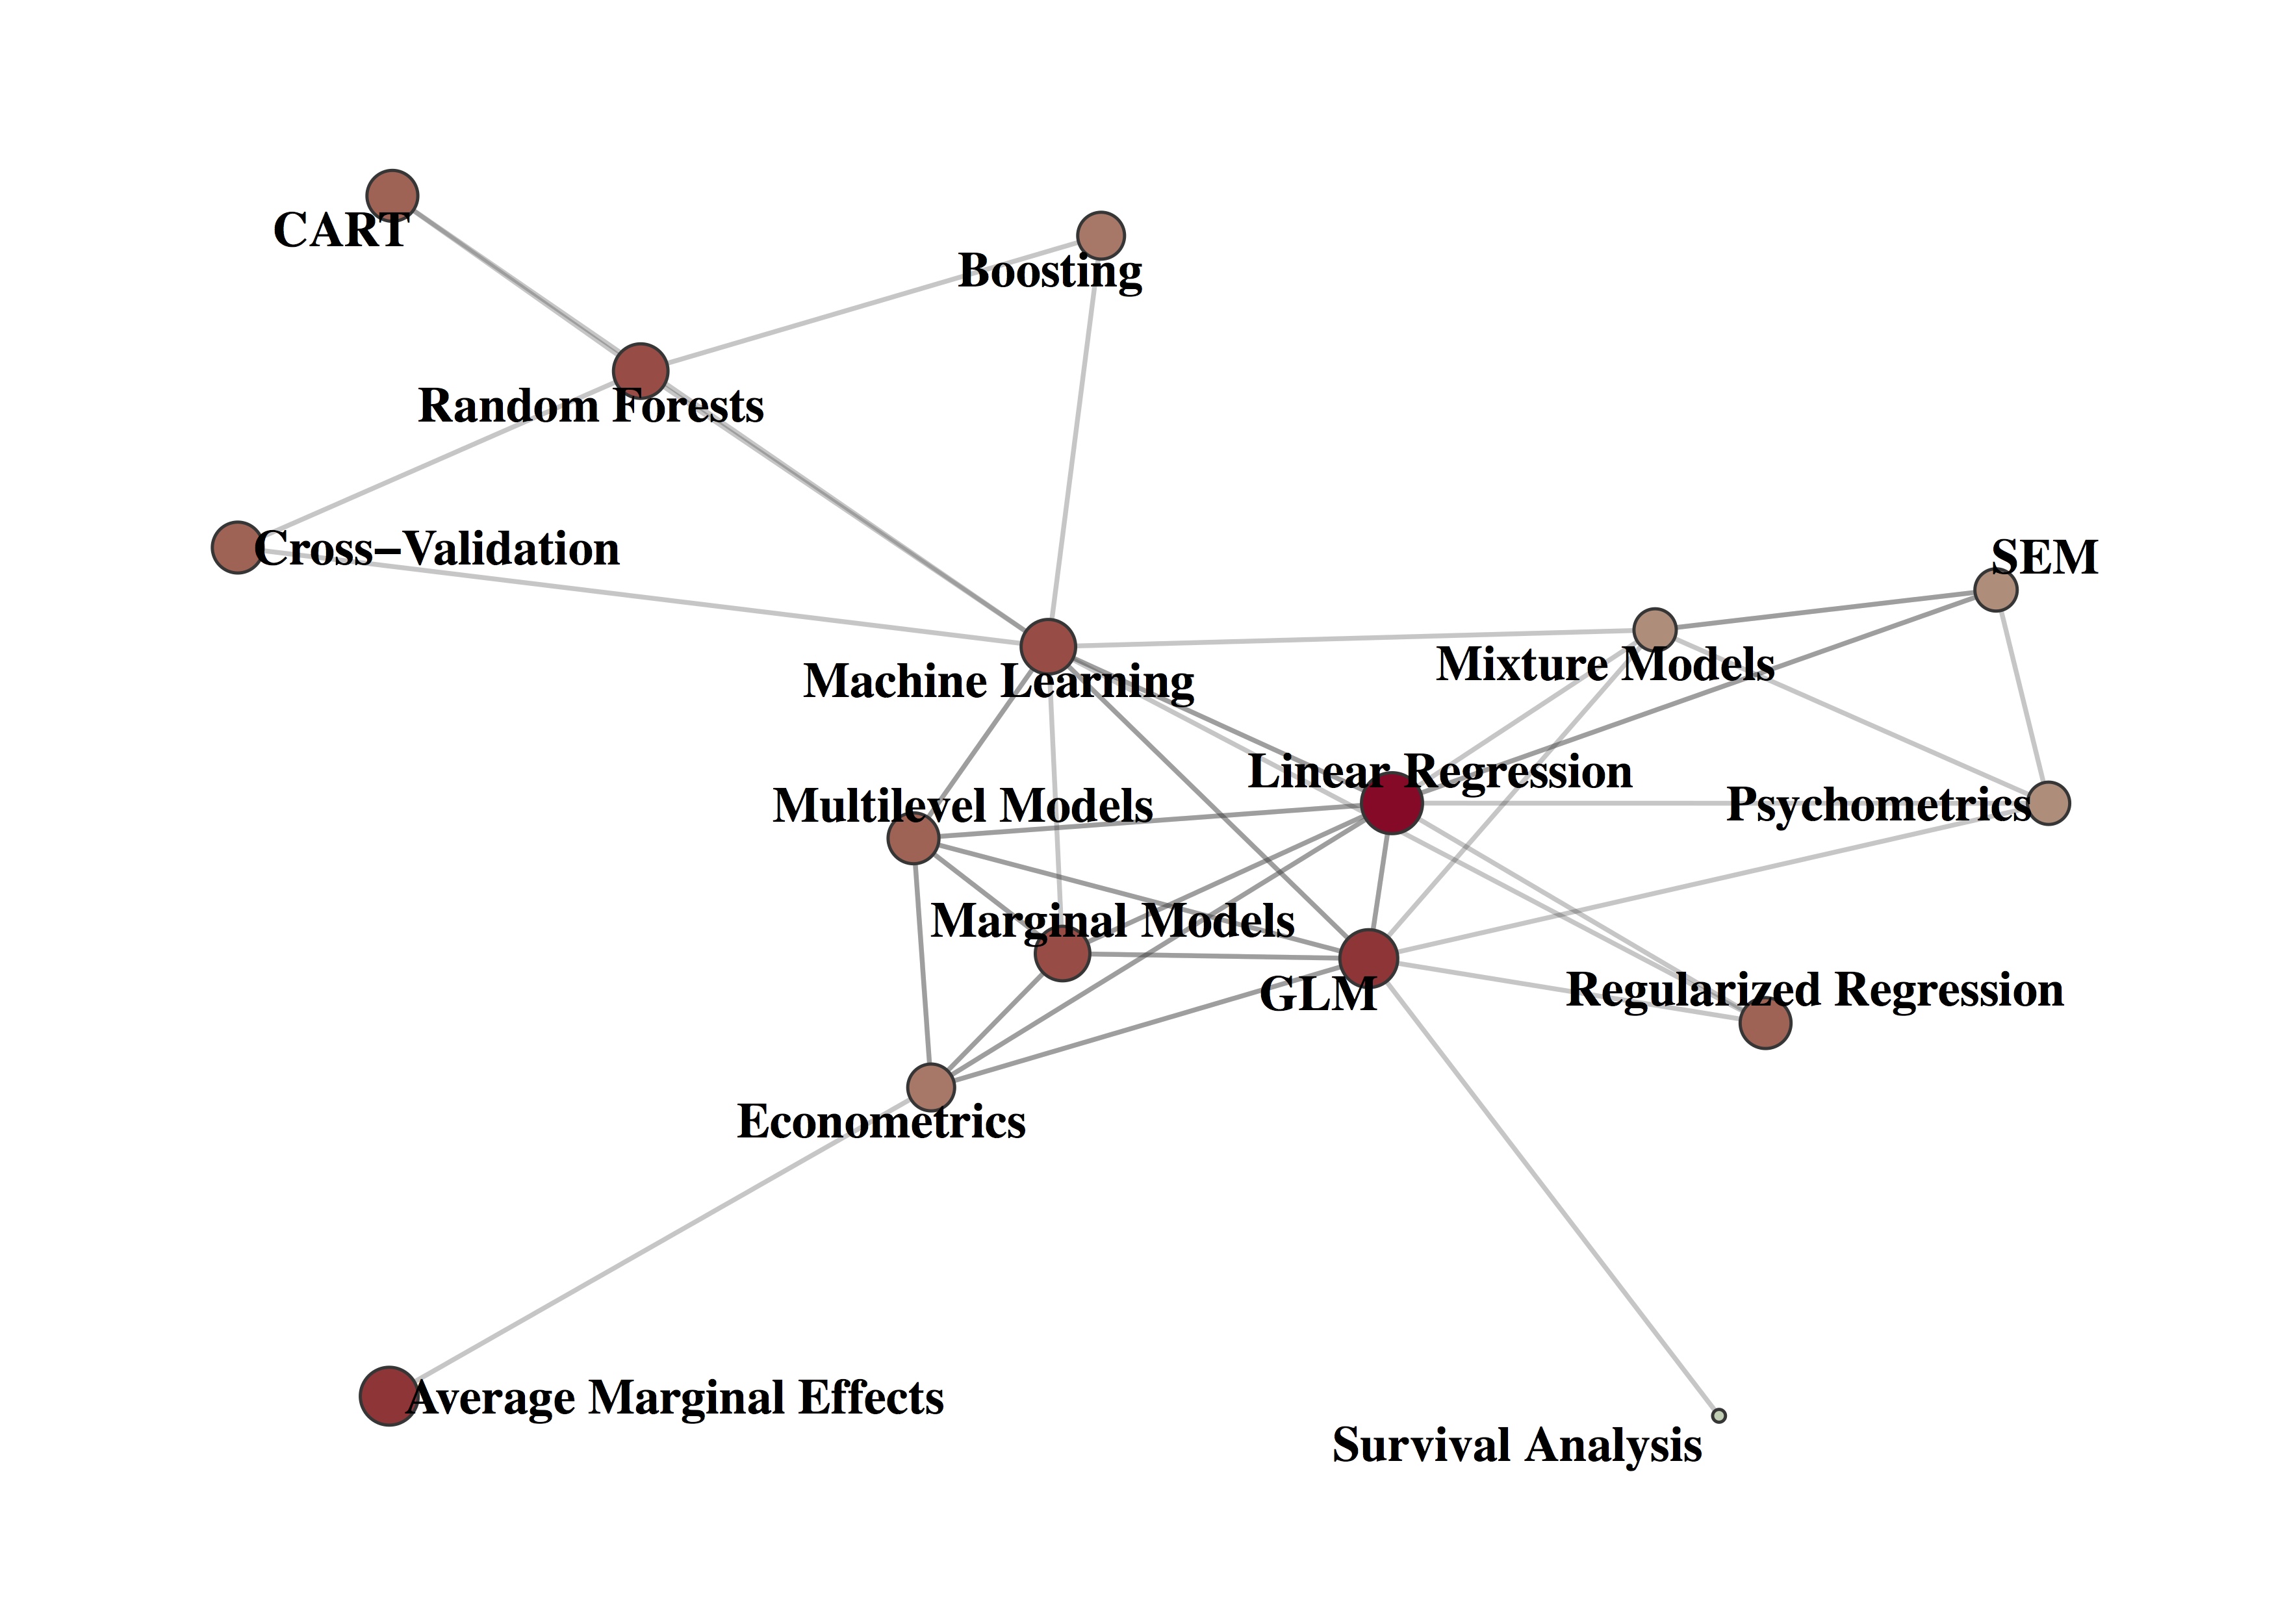 CART
Boosting
Random Forests
Cross–Validation
SEM
Mixture Models
Machine Learning
Linear Regression
Multilevel Models
Psychometrics
Marginal Models
GLM
Regularized Regression
Econometrics
Average Marginal Effects
Survival Analysis